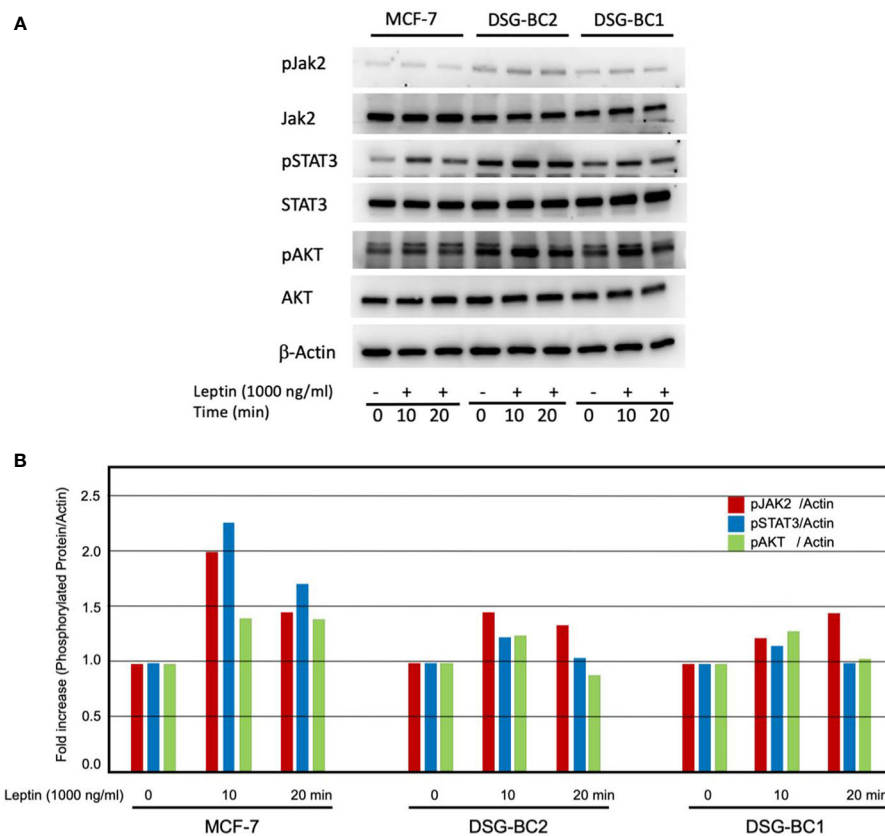 A
MCF-7 DSG-BC2 DSG-BC1
pJak2
Jak2
pSTAT3
STAT3
pAKT
AKT
β-Actin
Leptin (1000 ng/ml) - + + - + + - + +
Time (min) 0 10 20 0 10 20 0 10 20
B
Fold increase (Phosphorylated Protein/Actin)
2.5
2.0
1.5
1.0
0.5
0.0
pJAK2 /Actin
pSTAT3/Actin
pAKT / Actin
Leptin (1000 ng/ml) 0 10 20 min 0 10 20 min 0 10 20 min
MCF-7 DSG-BC2 DSG-BC1